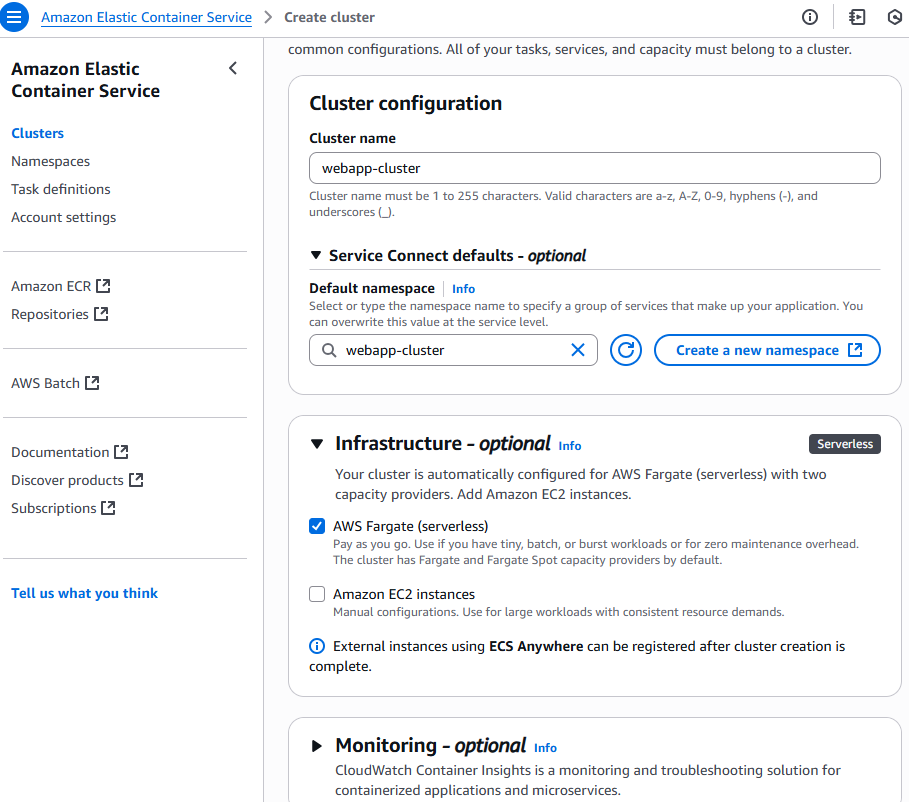 Amazon Elastic Container Service > Create cluster
Amazon Elastic
Container Service
Clusters
Namespaces
Task definitions
Account settings
Amazon ECR
Repositories
AWS Batch
Documentation
Discover products
Subscriptions
Tell us what you think
common configurations. All of your tasks, services, and capacity must belong to a cluster.
Cluster configuration
Cluster name
webapp-cluster
Cluster name must be 1 to 255 characters. Valid characters are a-z, A-Z, 0-9, hyphens (-), and
underscores (_).
Service Connect defaults - optional
Default namespace Info
Select or type the namespace name to specify a group of services that make up your application. You
can overwrite this value at the service level.
webapp-cluster
Create a new namespace
Infrastructure - optional Info
Serverless
Your cluster is automatically configured for AWS Fargate (serverless) with two
capacity providers. Add Amazon EC2 instances.
AWS Fargate (serverless)
Pay as you go. Use if you have tiny, batch, or burst workloads or for zero maintenance overhead.
The cluster has Fargate and Fargate Spot capacity providers by default.
Amazon EC2 instances
Manual configurations. Use for large workloads with consistent resource demands.
External instances using ECS Anywhere can be registered after cluster creation is
complete.
Monitoring - optional Info
CloudWatch Container Insights is a monitoring and troubleshooting solution for
containerized applications and microservices.